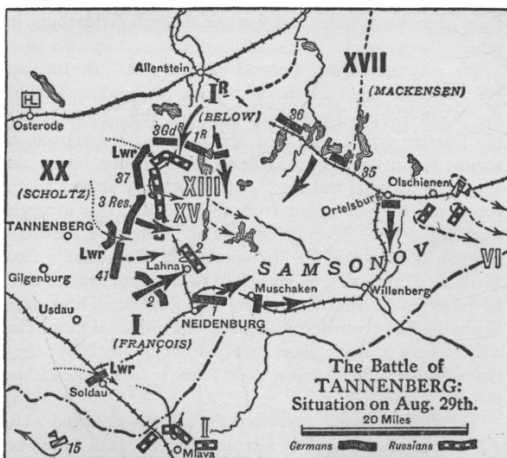 Allenstein
XVII
I R
(MACKENSEN)
HL
Osterode
(BELOW)
36
3Gd
1R
Lwr
35
XX
37
Olschienen
(SCHOLTZ)
XIII
Ortelsburg
3 Res.
XV
TANNENBERG
2
SAMSONOV
VI
Lwr
Lahna
41
Gilgenburg
Muschaken
Willenberg
2
1
Usdau
NEIDENBURG
I
(FRANÇOIS)
Lwr
Soldau
The Battle of
TANNENBERG:
Situation on Aug. 29th.
20 Miles
I
15
Mlava
Germans
Russians